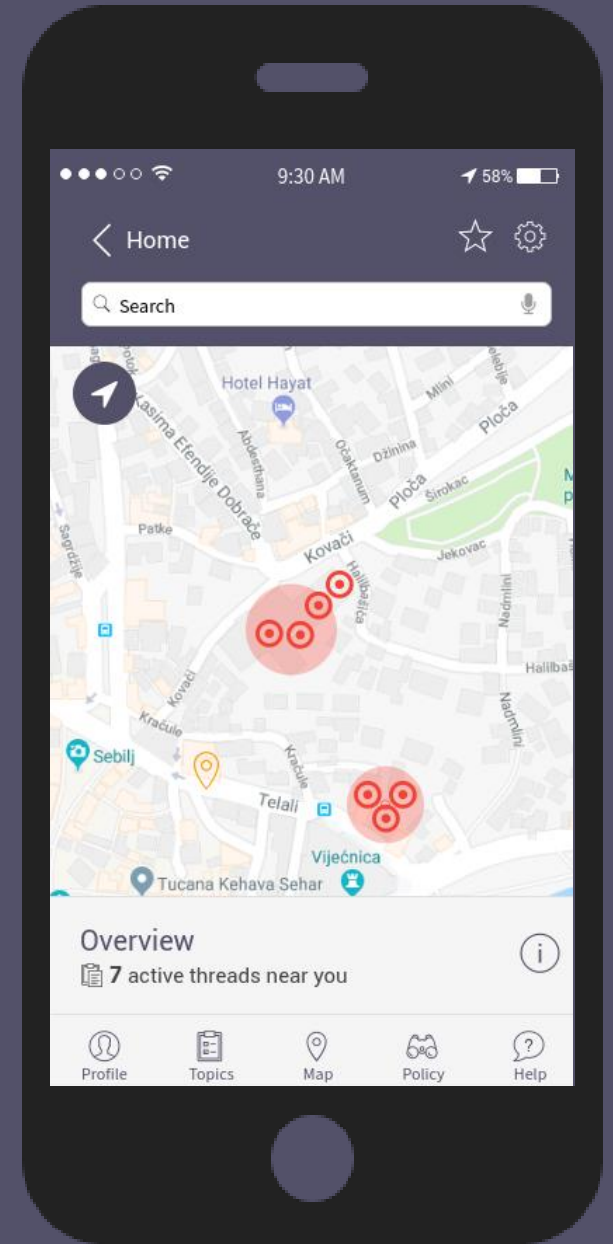 9:30 AM
58%
Home
Search
Potok
Hotel Hayat
Kasima Efendije Dobrače
Abdesthana
Očaktanum
Mlini
Ploča
Džinina
Ploča
Širokac
M
p
Patke
Sagrdžije
Kovači
Halilbašića
Jekovac
Nadmlini
Halilbaš
Kovači
Kračule
Nadmlini
Sebilj
Kračule
Telali
Vijećnica
Tucana Kehava Sehar
Overview
7 active threads near you
i
Profile
Topics
Map
Policy
?
Help